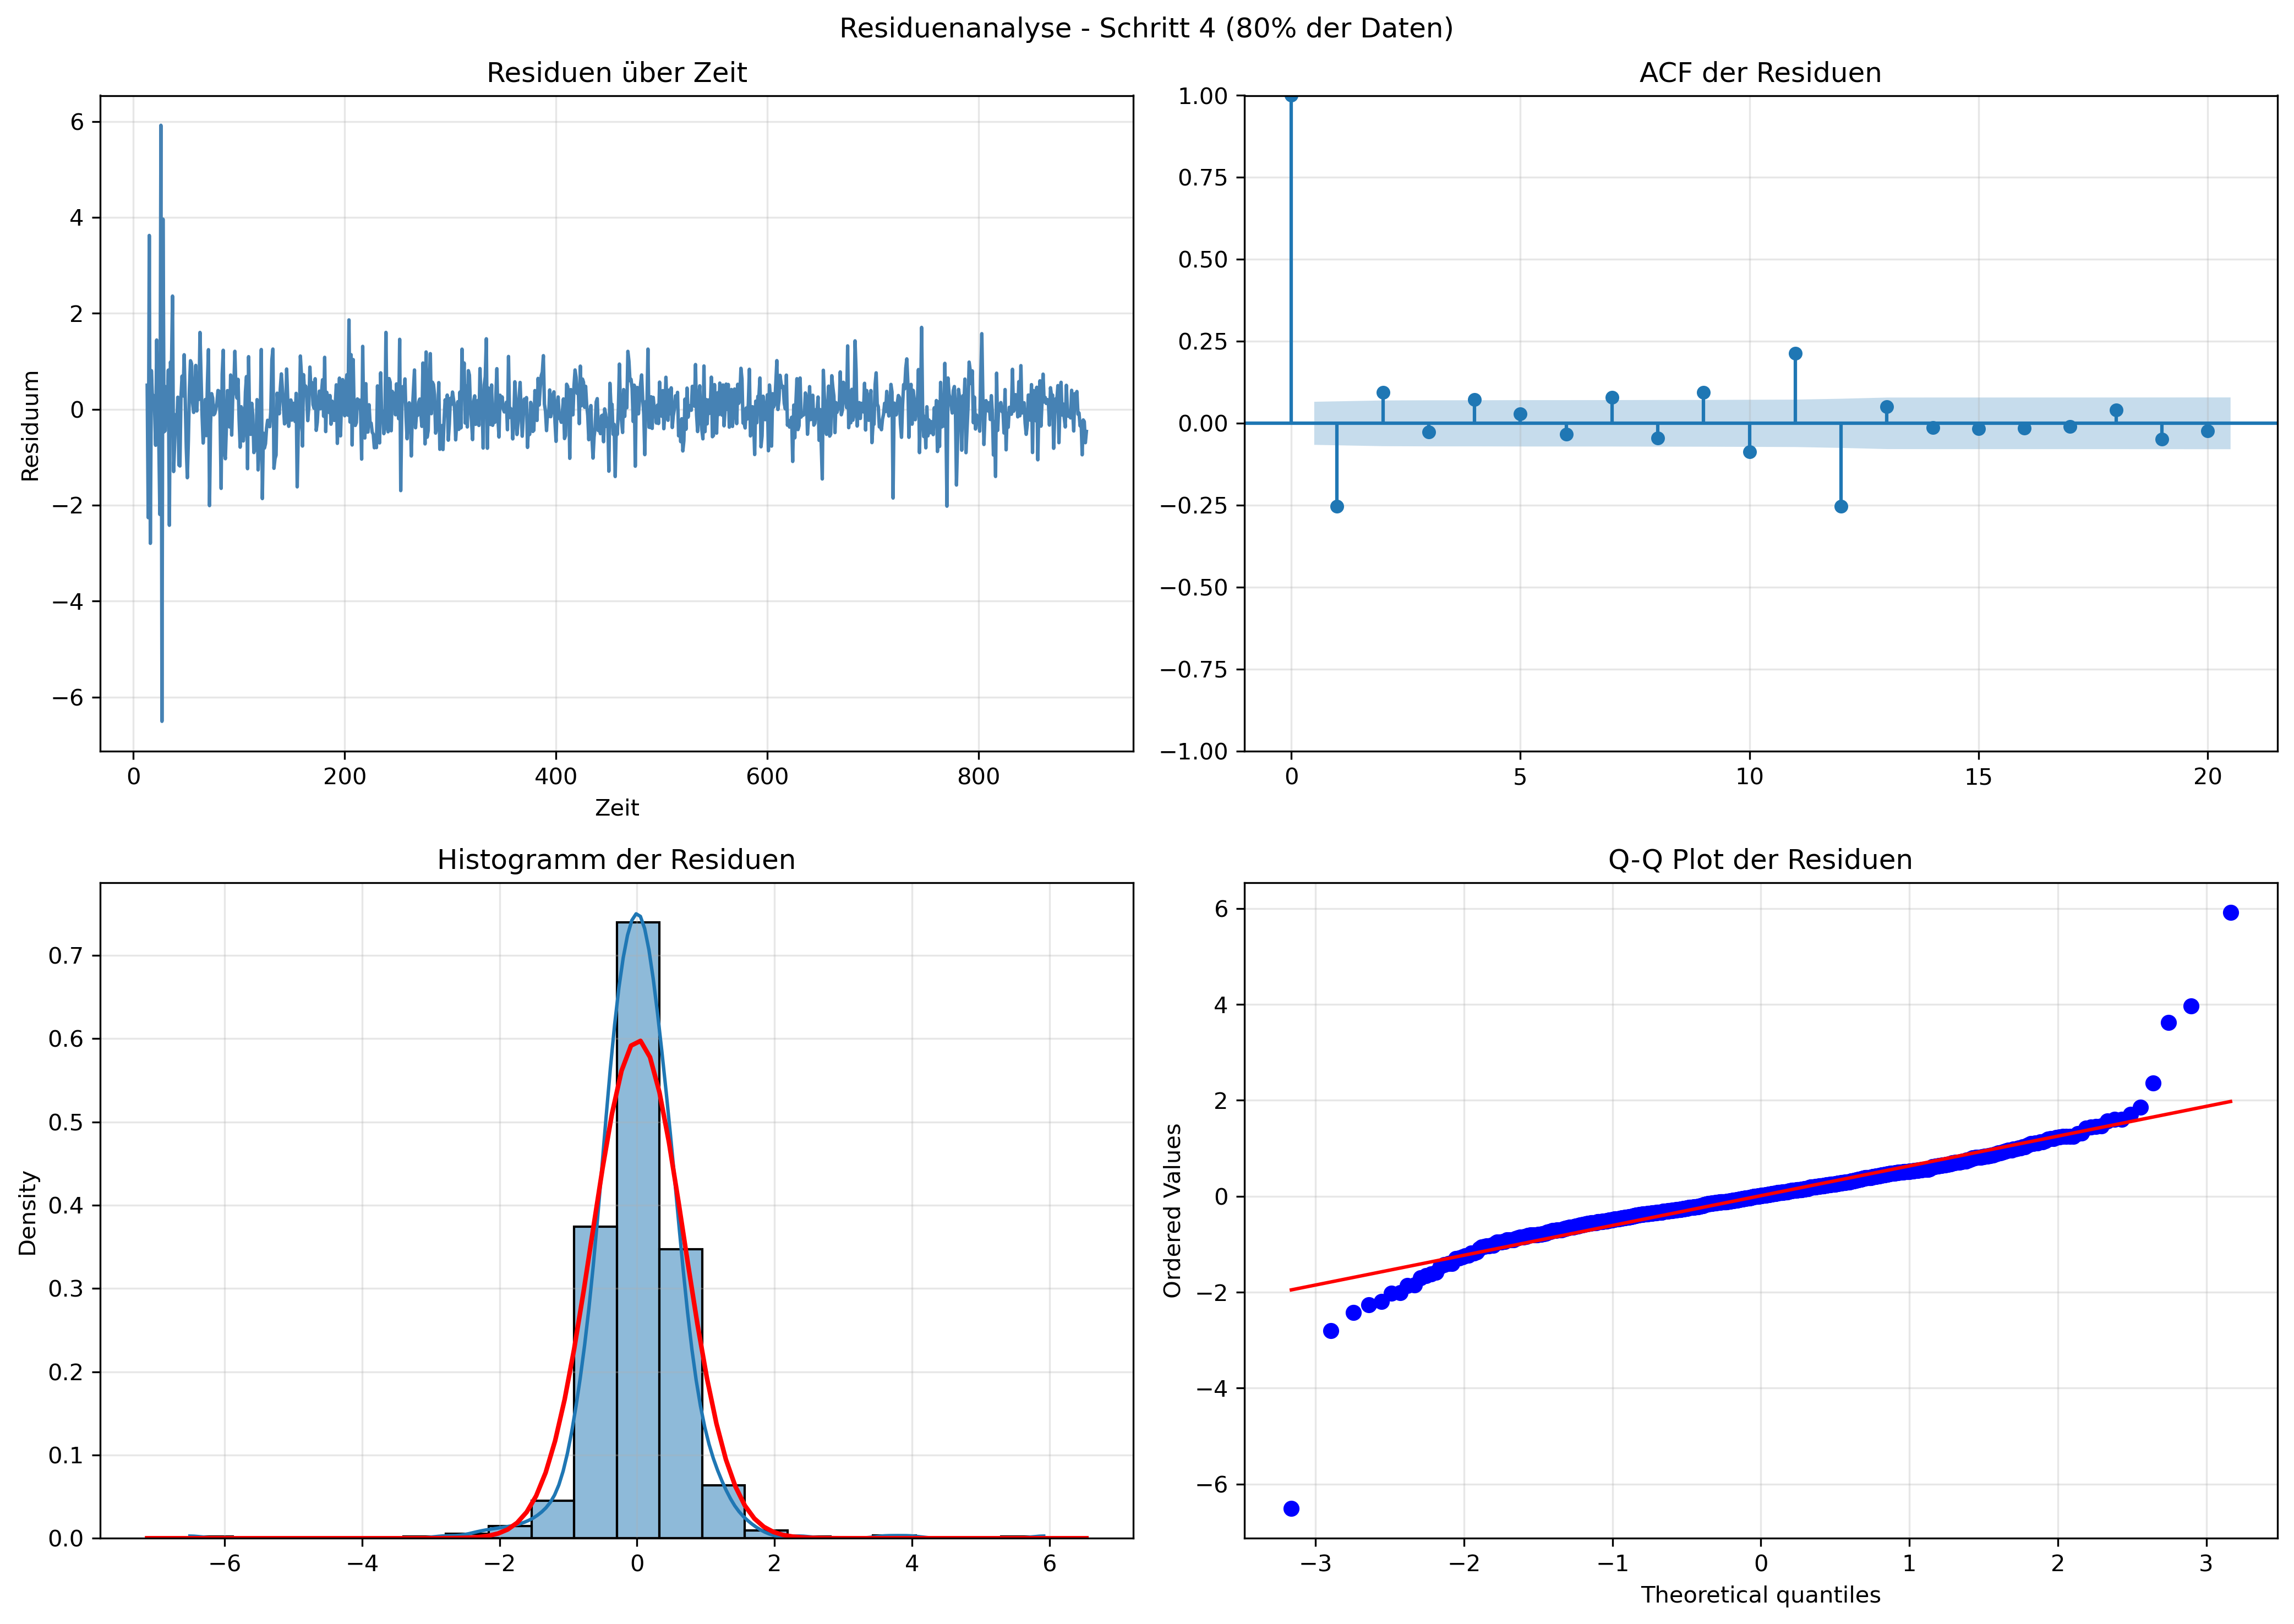 Residuenanalyse - Schritt 4 (80% der Daten)
Residuen über Zeit
6
4
2
0
−2
−4
−6
Residuum
0 200 400 600 800
Zeit
ACF der Residuen
1.00
0.75
0.50
0.25
0.00
−0.25
−0.50
−0.75
−1.00
0 5 10 15 20
Histogramm der Residuen
0.7
0.6
0.5
0.4
0.3
0.2
0.1
0.0
Density
−6 −4 −2 0 2 4 6
Q-Q Plot der Residuen
6
4
2
0
−2
−4
−6
Ordered Values
−3 −2 −1 0 1 2 3
Theoretical quantiles